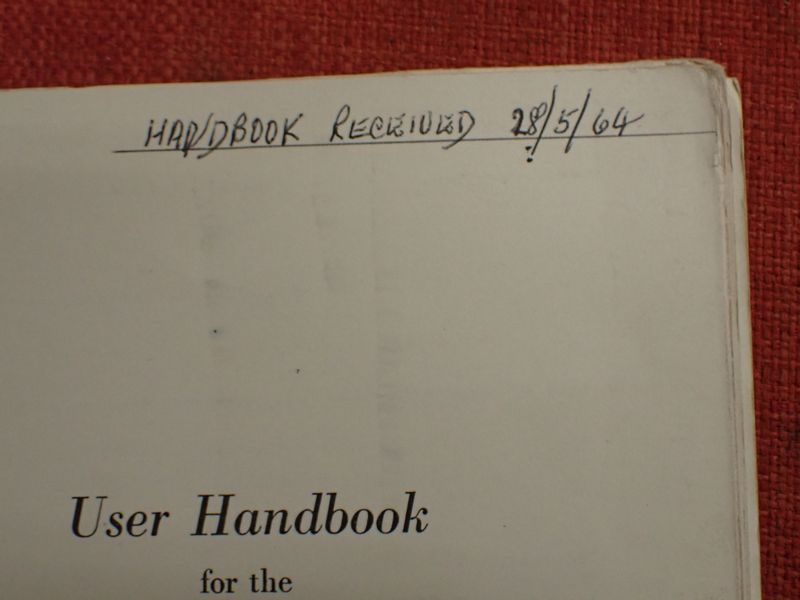 HANDBOOK RECEIVED 28/5/64
User Handbook
for the